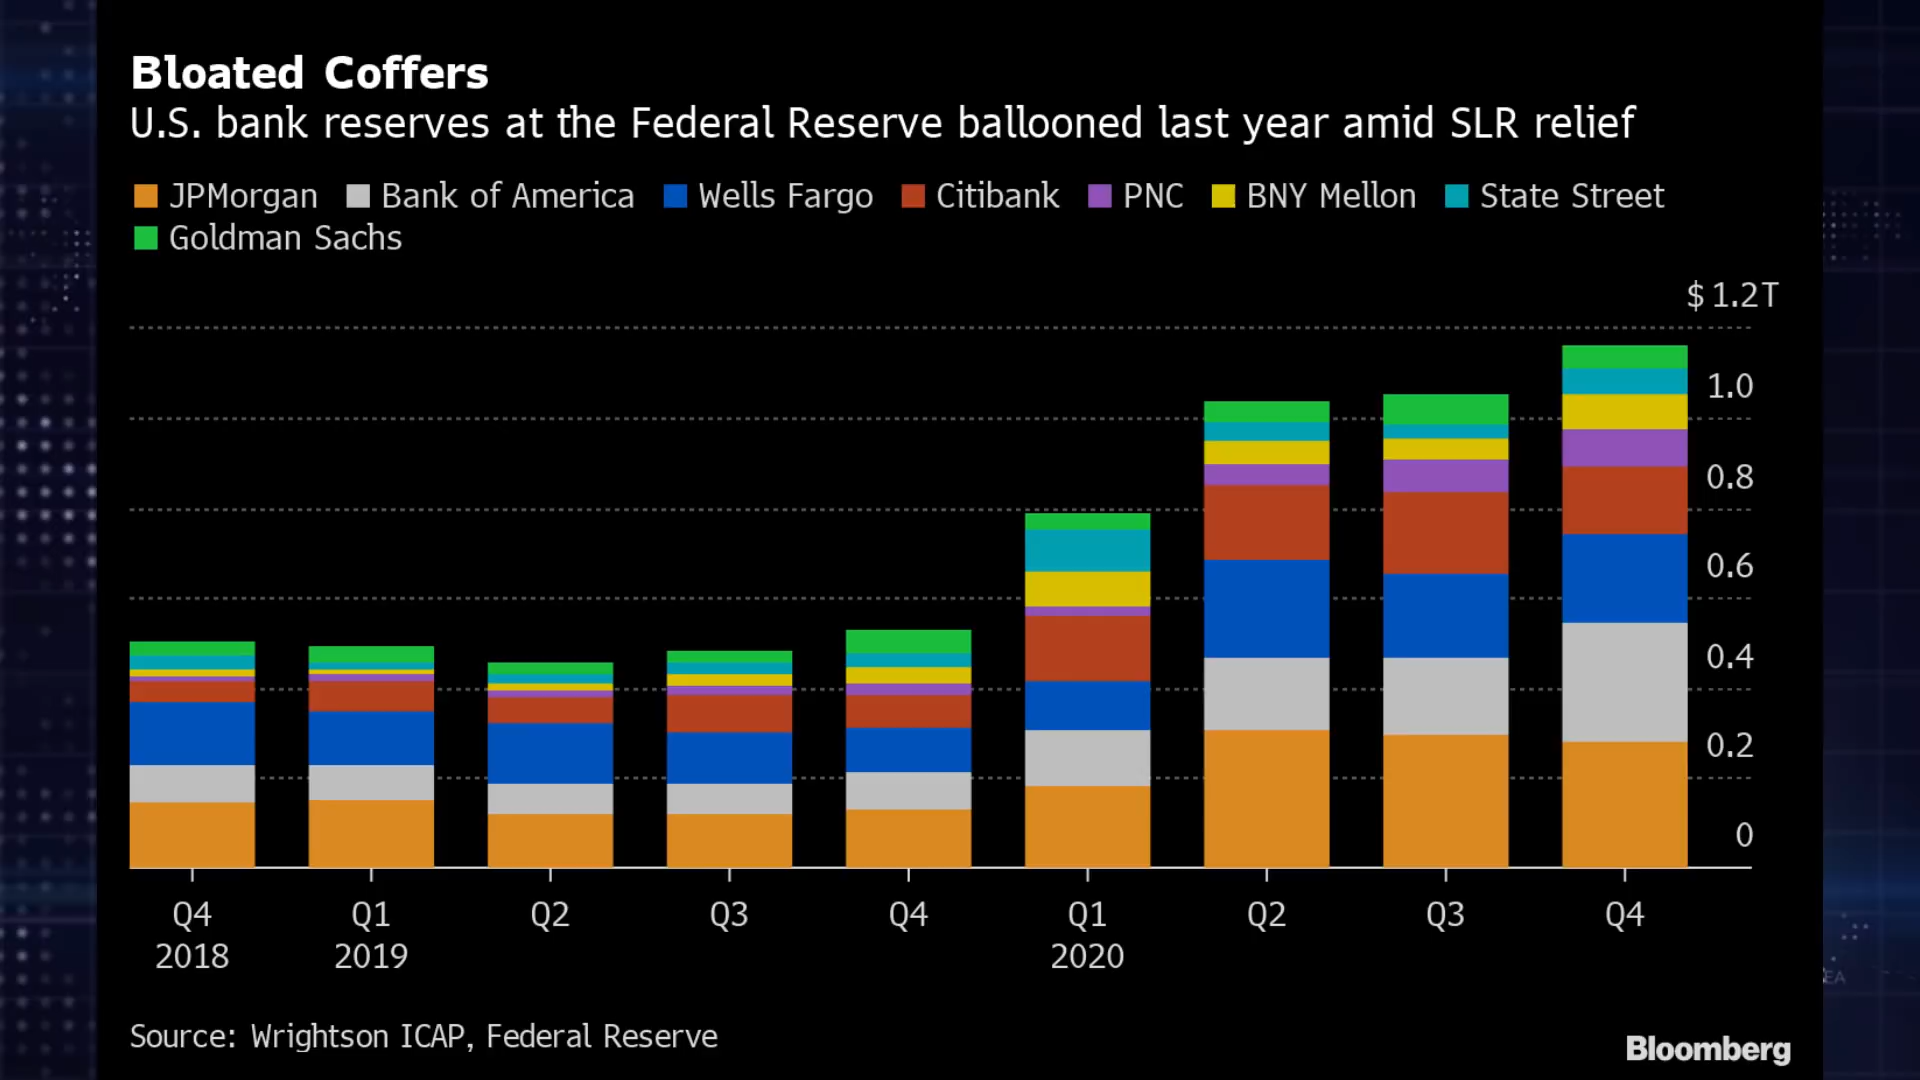 Bloated Coffers
U.S. bank reserves at the Federal Reserve ballooned last year amid SLR relief
JPMorgan Bank of America Wells Fargo Citibank PNC BNY Mellon State Street
Goldman Sachs
$1.2T
1.0
0.8
0.6
0.4
0.2
0
Q4 Q1 Q2 Q3 Q4 Q1 Q2 Q3 Q4
2018 2019 2020
EA
Source: Wrightson ICAP, Federal Reserve
Bloomberg